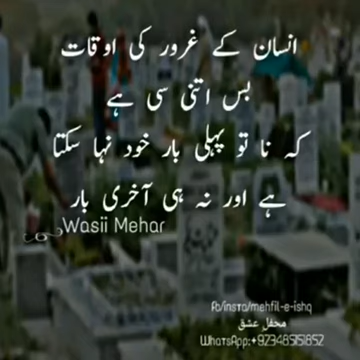 انسان کے غرور کی اوقات
بس اتنی سی ہے
کہ نا تو پہلی بار خود نہا سکتا
ہے اور نہ ہی آخری بار
Wasii Mehar
fb/insta/mehfil-e-ishq
محفل عشق
WhatsApp:+923485151852